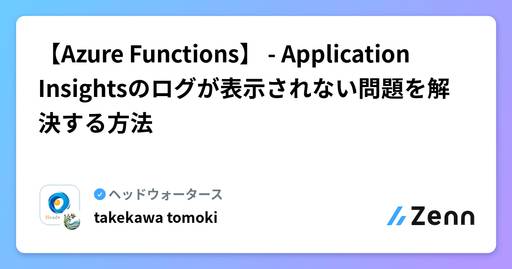 【Azure Functions】 - Application
Insightsのログが表示されない問題を解
決する方法
ヘッドウォータース
takekawa tomoki
Zenn